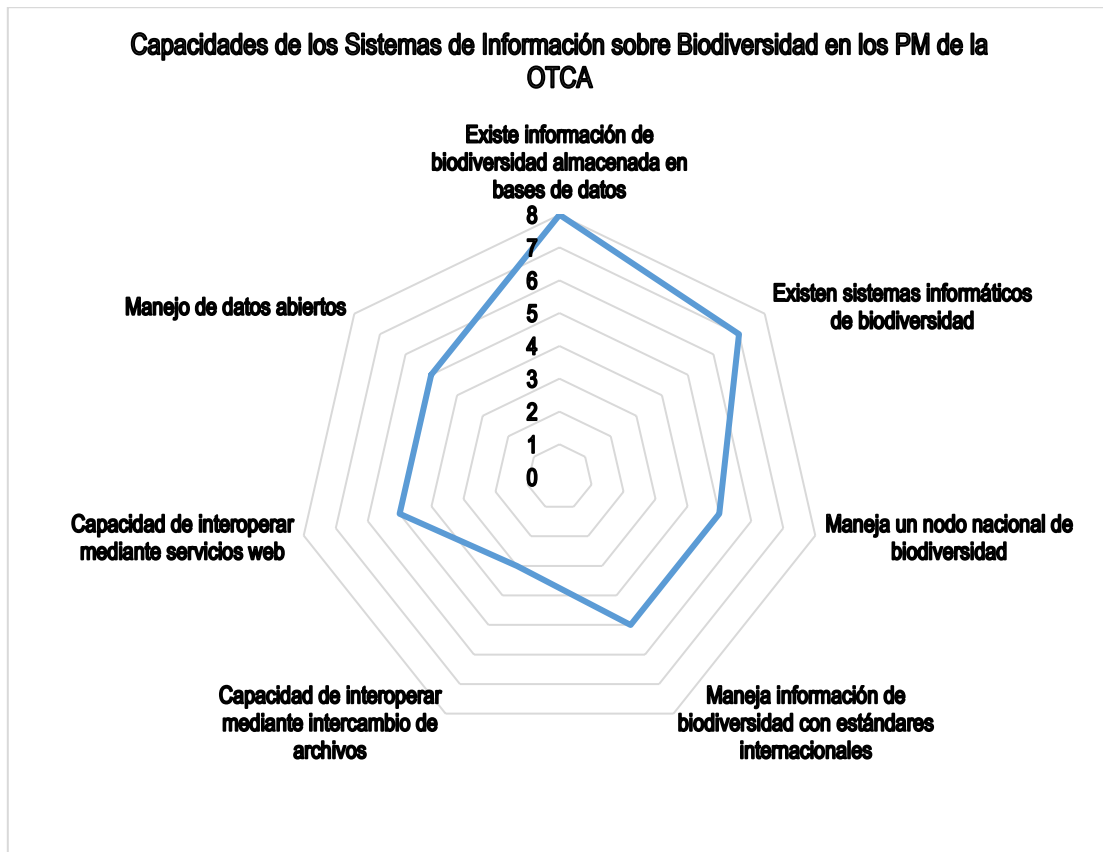 Capacidades de los Sistemas de Información sobre Biodiversidad en los PM de la
OTCA
Existe información de
biodiversidad almacenada en
bases de datos
8
7
6
5
4
3
2
1
0
Existen sistemas informáticos
de biodiversidad
Maneja un nodo nacional de
biodiversidad
Maneja información de
biodiversidad con estándares
internacionales
Capacidad de interoperar
mediante intercambio de
archivos
Capacidad de interoperar
mediante servicios web
Manejo de datos abiertos